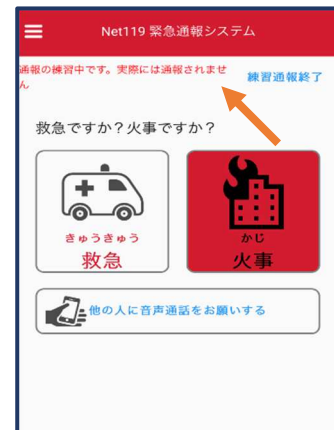 Net119 緊急通報システム
通報の練習中です。実際には通報されませ
ん
練習通報終了
救急ですか？火事ですか？
きゅうきゅう
救急
かじ
火事
他の人に音声通話をお願いする